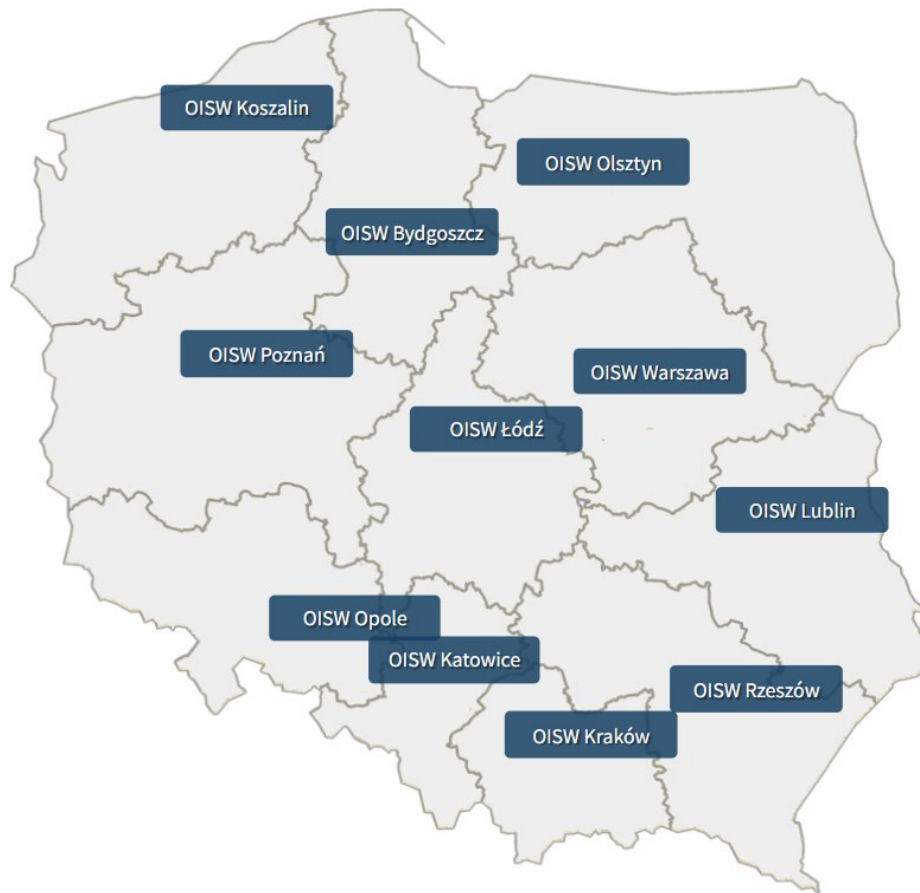 OISW Koszalin
OISW Olsztyn
OISW Bydgoszcz
OISW Poznań
OISW Warszawa
OISW Łódź
OISW Lublin
OISW Opole
OISW Katowice
OISW Rzeszów
OISW Kraków